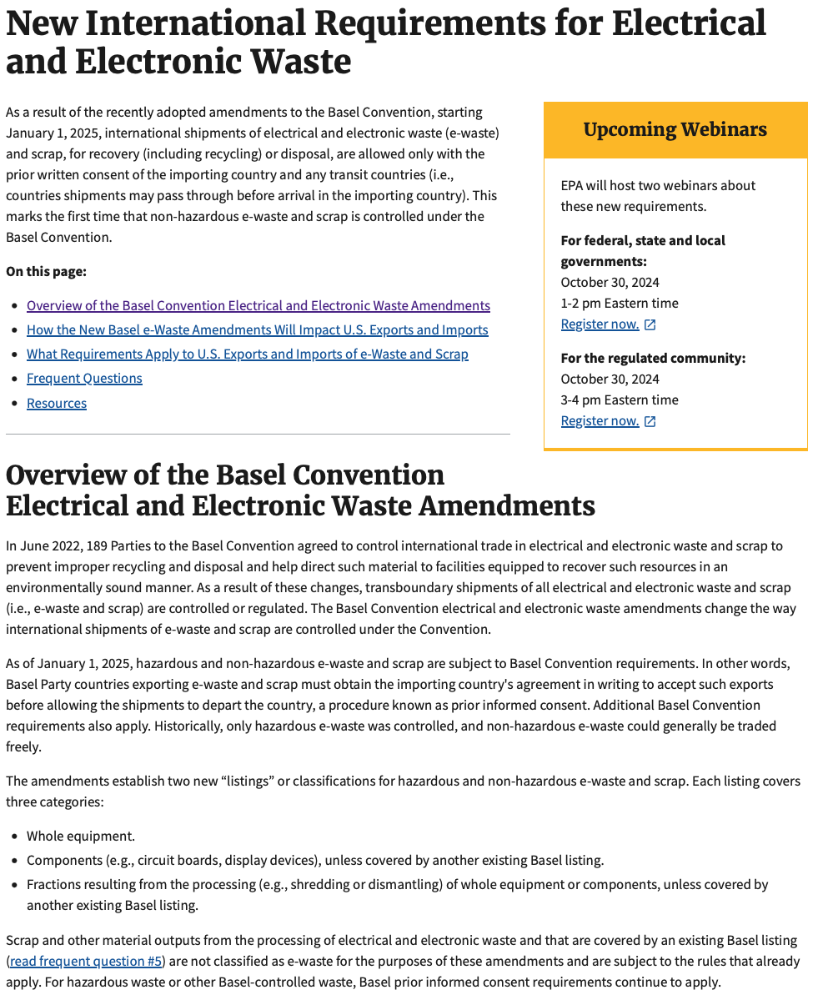 New International Requirements for Electrical
and Electronic Waste
As a result of the recently adopted amendments to the Basel Convention, starting
January 1, 2025, international shipments of electrical and electronic waste (e-waste)
and scrap, for recovery (including recycling) or disposal, are allowed only with the
prior written consent of the importing country and any transit countries (i.e.,
countries shipments may pass through before arrival in the importing country). This
marks the first time that non-hazardous e-waste and scrap is controlled under the
Basel Convention.
On this page:
• Overview of the Basel Convention Electrical and Electronic Waste Amendments
• How the New Basel e-Waste Amendments Will Impact U.S. Exports and Imports
• What Requirements Apply to U.S. Exports and Imports of e-Waste and Scrap
• Frequent Questions
• Resources
Upcoming Webinars
EPA will host two webinars about
these new requirements.
For federal, state and local
governments:
October 30, 2024
1-2 pm Eastern time
Register now.
For the regulated community:
October 30, 2024
3-4 pm Eastern time
Register now.
Overview of the Basel Convention
Electrical and Electronic Waste Amendments
In June 2022, 189 Parties to the Basel Convention agreed to control international trade in electrical and electronic waste and scrap to
prevent improper recycling and disposal and help direct such material to facilities equipped to recover such resources in an
environmentally sound manner. As a result of these changes, transboundary shipments of all electrical and electronic waste and scrap
(i.e., e-waste and scrap) are controlled or regulated. The Basel Convention electrical and electronic waste amendments change the way
international shipments of e-waste and scrap are controlled under the Convention.
As of January 1, 2025, hazardous and non-hazardous e-waste and scrap are subject to Basel Convention requirements. In other words,
Basel Party countries exporting e-waste and scrap must obtain the importing country's agreement in writing to accept such exports
before allowing the shipments to depart the country, a procedure known as prior informed consent. Additional Basel Convention
requirements also apply. Historically, only hazardous e-waste was controlled, and non-hazardous e-waste could generally be traded
freely.
The amendments establish two new “listings” or classifications for hazardous and non-hazardous e-waste and scrap. Each listing covers
three categories:
• Whole equipment.
• Components (e.g., circuit boards, display devices), unless covered by another existing Basel listing.
• Fractions resulting from the processing (e.g., shredding or dismantling) of whole equipment or components, unless covered by
another existing Basel listing.
Scrap and other material outputs from the processing of electrical and electronic waste and that are covered by an existing Basel listing
(read frequent question #5) are not classified as e-waste for the purposes of these amendments and are subject to the rules that already
apply. For hazardous waste or other Basel-controlled waste, Basel prior informed consent requirements continue to apply.